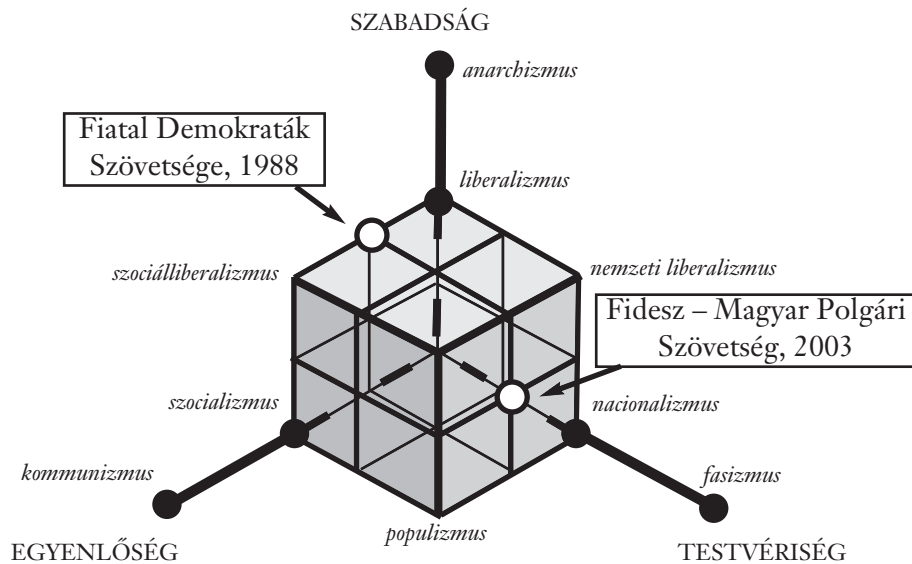 SZABADSÁG
anarchizmus
Fiatal Demokraták
Szövetsége, 1988
liberalizmus
szociálliberalizmus
nemzeti liberalizmus
Fidesz – Magyar Polgári
Szövetség, 2003
szocializmus
nacionalizmus
kommunizmus
fasizmus
populizmus
EGYENLŐSÉG
TESTVÉRISÉG